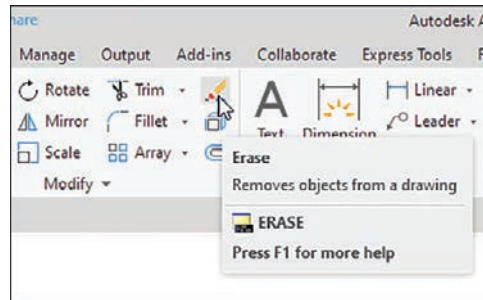 Autodesk A
Manage Output Add-ins Collaborate Express Tools
Rotate Trim Linear
Mirror Fillet Text Dimension Leader
Scale Array
Modify
Erase
Removes objects from a drawing
ERASE
Press F1 for more help